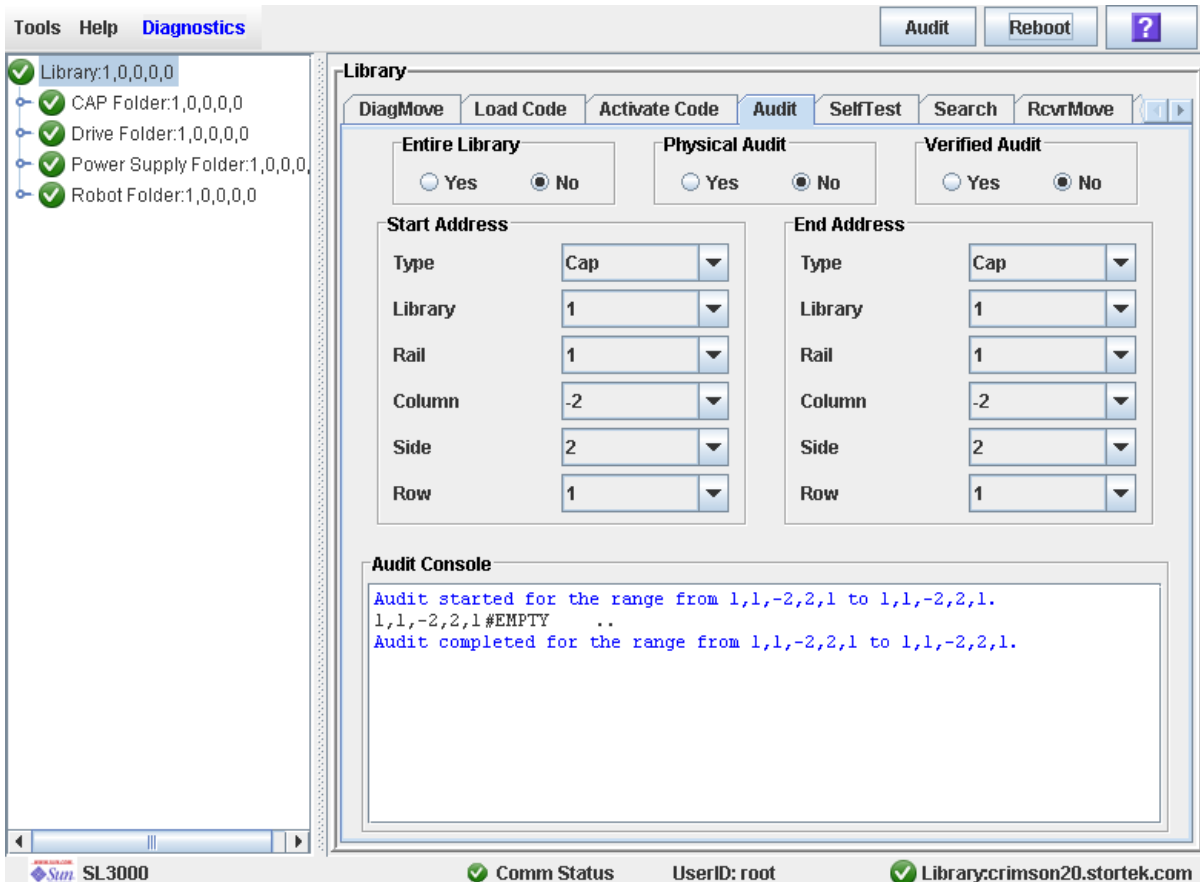 Tools Help Diagnostics Audit Reboot ?
Library:1,0,0,0,0
CAP Folder:1,0,0,0,0
Drive Folder:1,0,0,0,0
Power Supply Folder:1,0,0,0,
Robot Folder:1,0,0,0,0
Library
DiagMove Load Code Activate Code Audit SelfTest Search RcvrMove
Entire Library Physical Audit Verified Audit
Yes No Yes No Yes No
Start Address End Address
Type Cap Type Cap
Library 1 Library 1
Rail 1 Rail 1
Column -2 Column -2
Side 2 Side 2
Row 1 Row 1
Audit Console
Audit started for the range from 1,1,-2,2,1 to 1,1,-2,2,1.
1,1,-2,2,1#EMPTY ..
Audit completed for the range from 1,1,-2,2,1 to 1,1,-2,2,1.
Sun SL3000 Comm Status UserID: root Library:crimson20.stortek.com